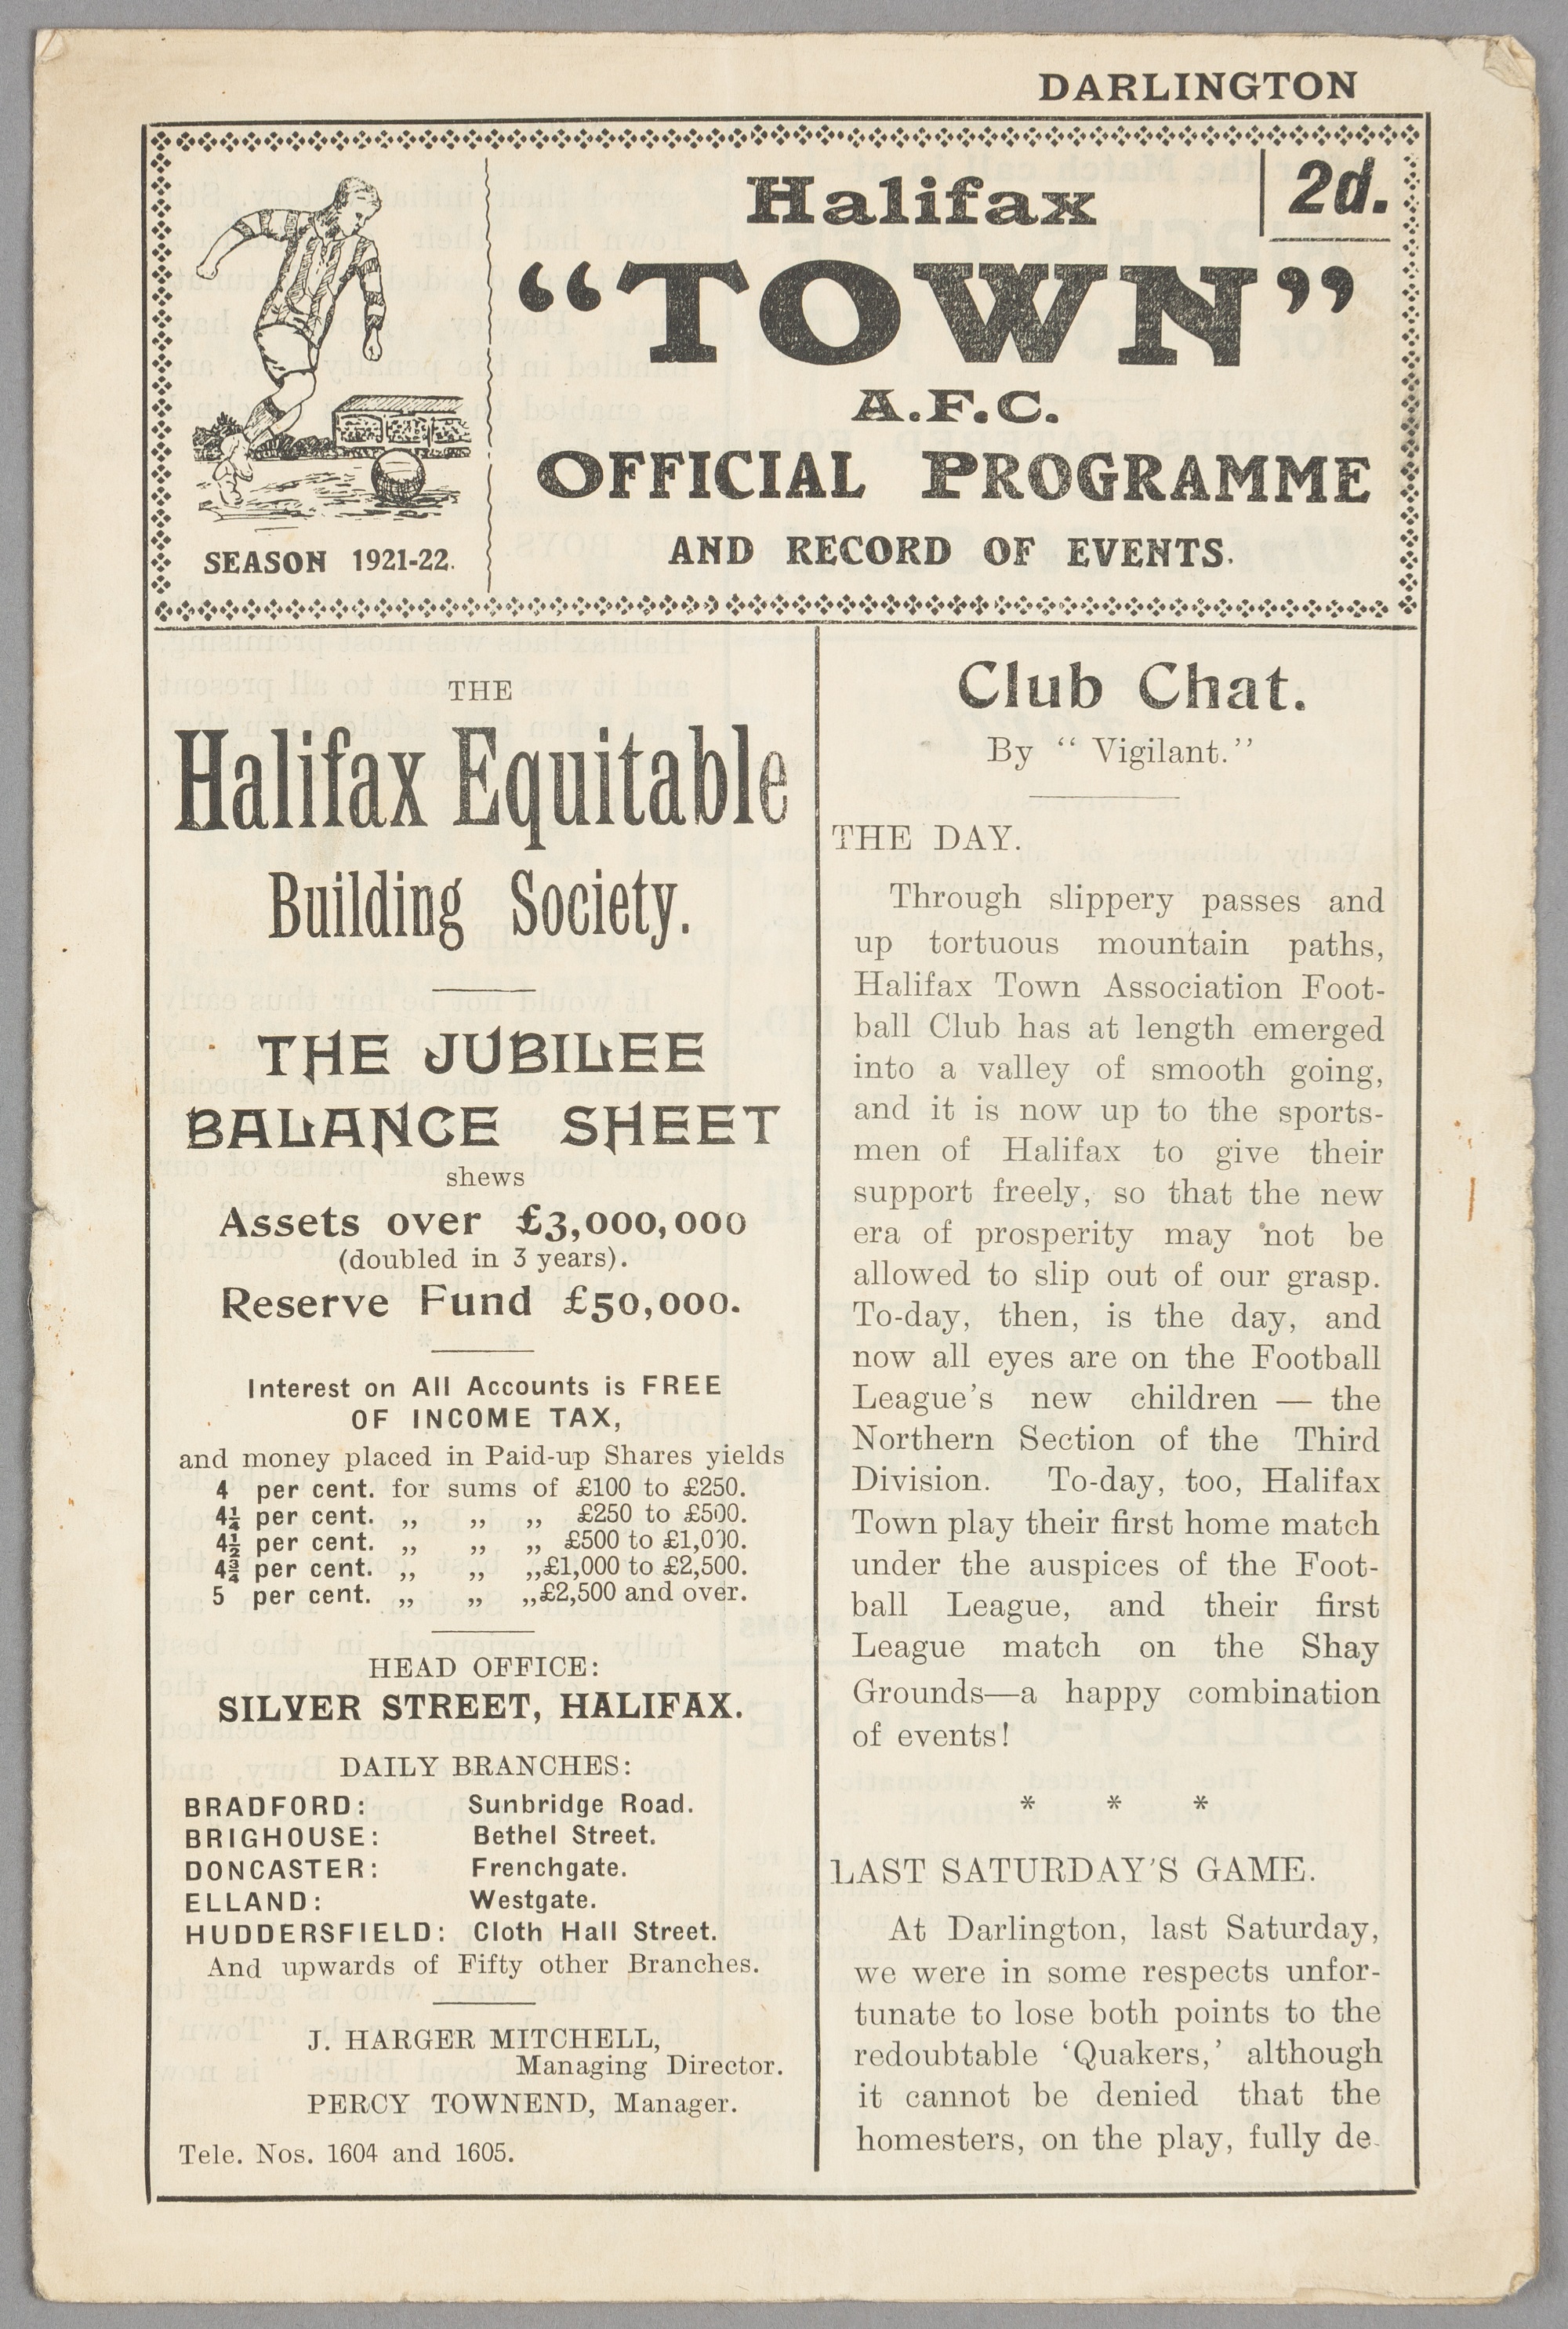 DARLINGTON
2d.
Halifax
“TOWN”
A.F.C.
OFFICIAL PROGRAMME
AND RECORD OF EVENTS.
SEASON 1921-22.
THE
Halifax Equitable
Building Society.
THE JUBILEE
BALANCE SHEET
shews
Assets over £3,000,000
(doubled in 3 years).
Reserve Fund £50,000.
Interest on All Accounts is FREE
OF INCOME TAX,
and money placed in Paid-up Shares yields
4 per cent. for sums of £100 to £250.
4¼ per cent. ,, ,, ,, £250 to £500.
4½ per cent. ,, ,, ,, £500 to £1,000.
4¾ per cent. ,, ,, ,, £1,000 to £2,500.
5 per cent. ,, ,, ,, £2,500 and over.
HEAD OFFICE:
SILVER STREET, HALIFAX.
DAILY BRANCHES:
BRADFORD: Sunbridge Road.
BRIGHOUSE: Bethel Street.
DONCASTER: Frenchgate.
ELLAND: Westgate.
HUDDERSFIELD: Cloth Hall Street.
And upwards of Fifty other Branches.
J. HARGER MITCHELL,
Managing Director.
PERCY TOWNEND, Manager.
Tele. Nos. 1604 and 1605.
Club Chat.
By “ Vigilant.”
THE DAY.
Through slippery passes and
up tortuous mountain paths,
Halifax Town Association Foot-
ball Club has at length emerged
into a valley of smooth going,
and it is now up to the sports-
men of Halifax to give their
support freely, so that the new
era of prosperity may not be
allowed to slip out of our grasp.
To-day, then, is the day, and
now all eyes are on the Football
League’s new children — the
Northern Section of the Third
Division. To-day, too, Halifax
Town play their first home match
under the auspices of the Foot-
ball League, and their first
League match on the Shay
Grounds—a happy combination
of events!
* * *
LAST SATURDAY’S GAME.
At Darlington, last Saturday,
we were in some respects unfor-
tunate to lose both points to the
redoubtable ‘Quakers,’ although
it cannot be denied that the
homesters, on the play, fully de-